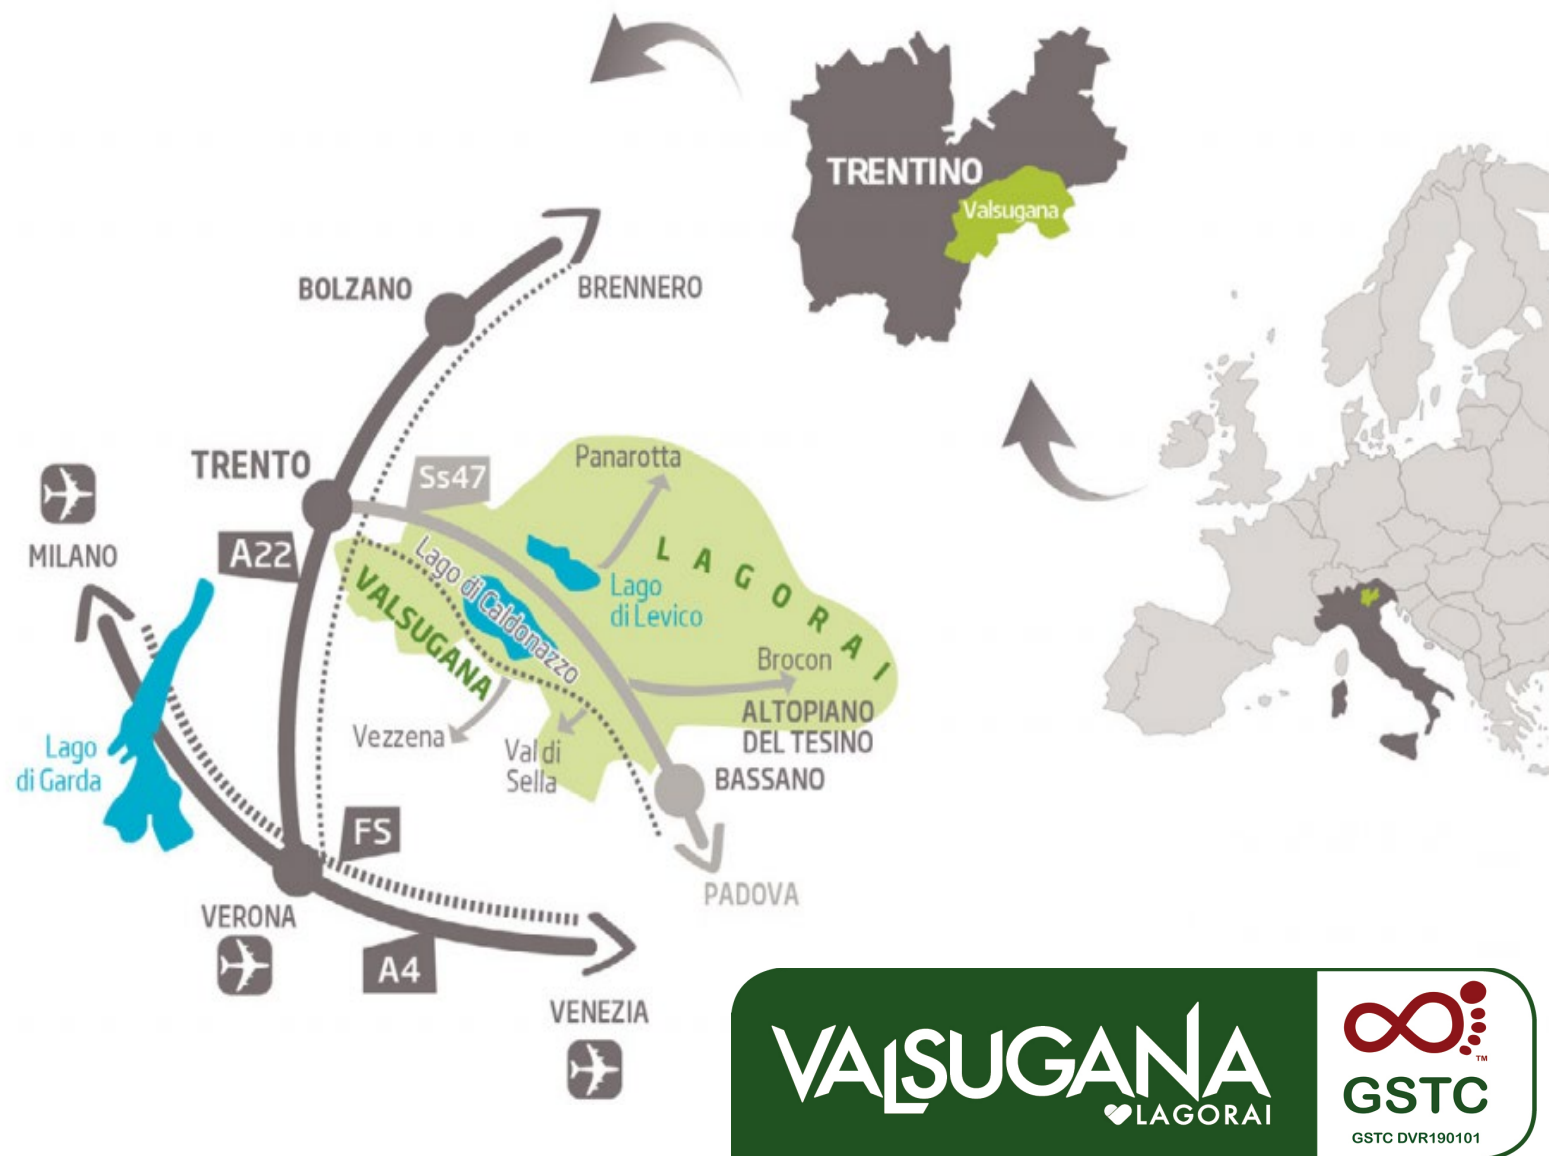 TRENTINO
Valsugana
BOLZANO
BRENNERO
TRENTO
Ss47
Panarotta
MILANO
A22
LAGORAI
Lago di Caldonazzo
Lago
di Levico
VALSUGANA
Brocon
ALTOPIANO
DEL TESINO
Vezzena
Val di
Sella
Lago
di Garda
BASSANO
FS
PADOVA
VERONA
A4
VENEZIA
VALSUGANA
LAGORAI
TM
GSTC
GSTC DVR190101